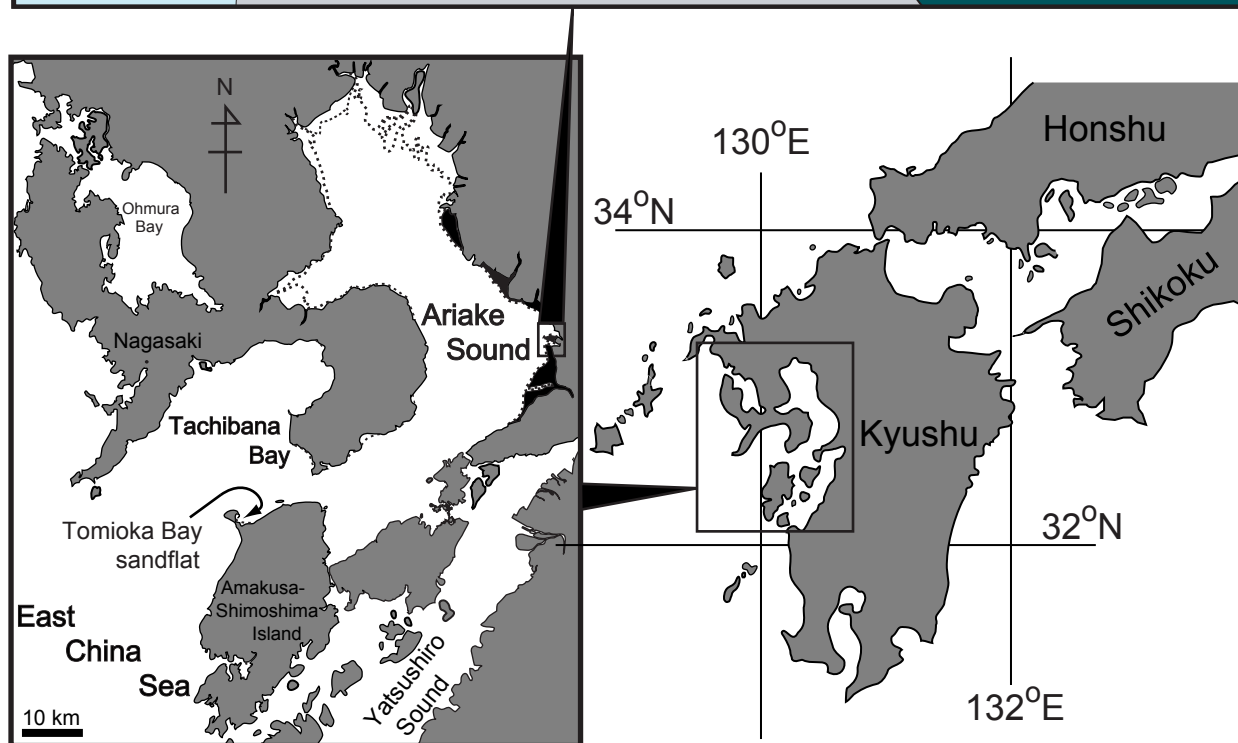 N
Ohmura
Bay
Nagasaki
Ariake
Sound
Tachibana
Bay
Tomioka Bay
sandflat
Amakusa-
Shimoshima-
Island
East
China
Sea
Yatsushiro
Sound
10 km
130°E
Honshu
34°N
Shikoku
Kyushu
32°N
132°E